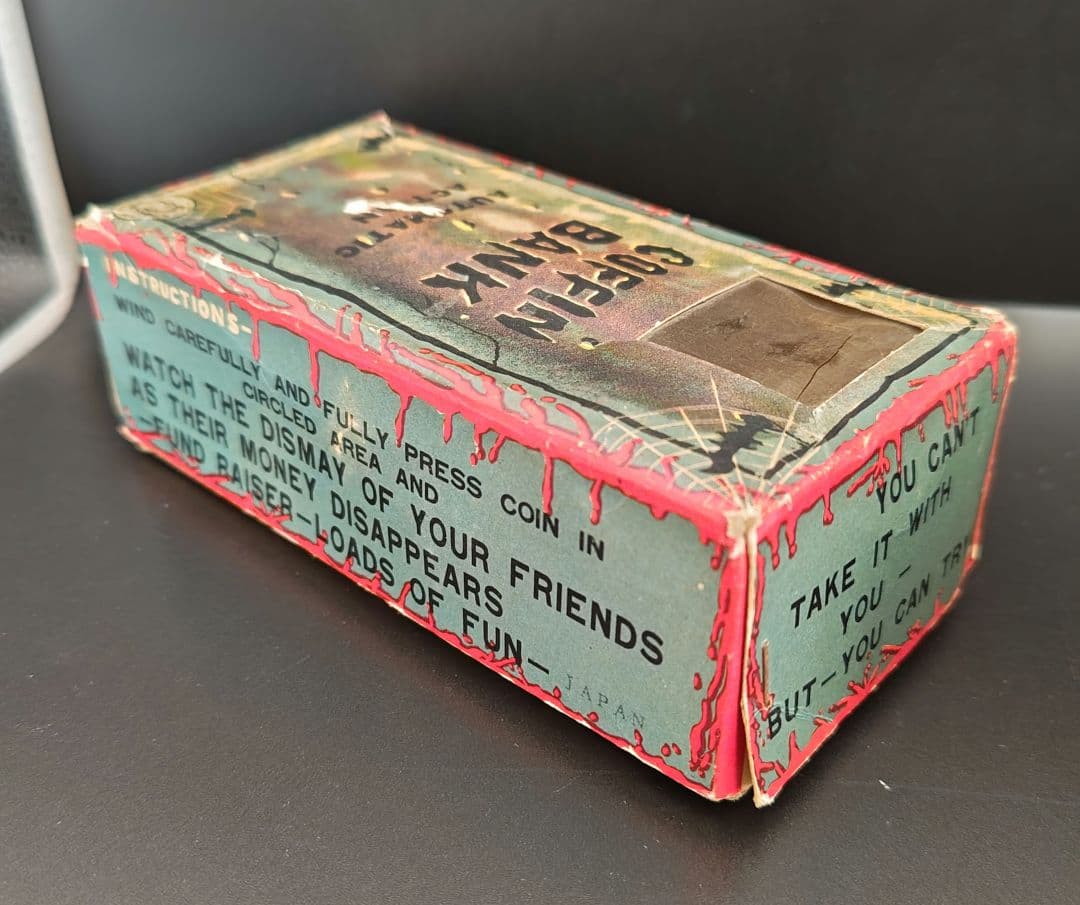 COFFIN
BANK
AUTOMATIC
ACTION
INSTRUCTIONS-
WIND CAREFULLY AND FULLY PRESS COIN IN
CIRCLED AREA AND
WATCH THE DISMAY OF YOUR FRIENDS
AS THEIR MONEY DISAPPEARS
-FUND RAISER-LOADS OF FUN-
JAPAN
YOU CAN'T
TAKE IT WITH
YOU -
BUT-YOU CAN TRY